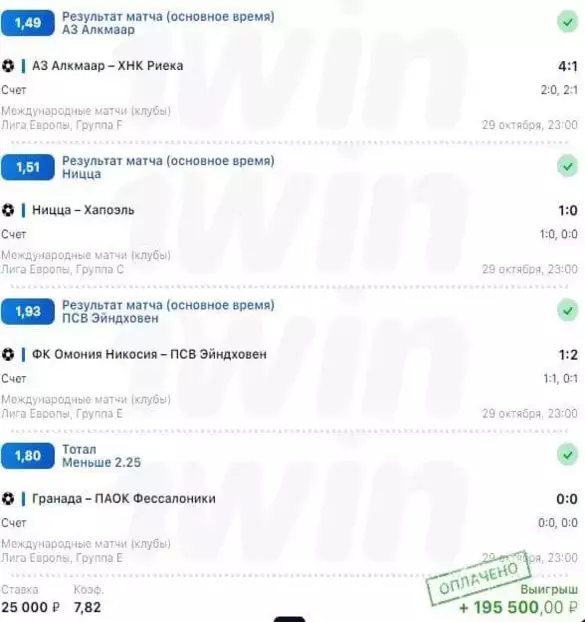 1,49
Результат матча (основное время)
АЗ Алкмаар
АЗ Алкмаар – ХНК Риека 4:1
Счет 2:0, 2:1
Международные матчи (клубы)
Лига Европы, Группа F 29 октября, 23:00
1,51
Результат матча (основное время)
Ницца
Ницца – Хапоэль 1:0
Счет 1:0, 0:0
Международные матчи (клубы)
Лига Европы, Группа C 29 октября, 23:00
1,93
Результат матча (основное время)
ПСВ Эйндховен
ФК Омония Никосия – ПСВ Эйндховен 1:2
Счет 1:1, 0:1
Международные матчи (клубы)
Лига Европы, Группа E 29 октября, 23:00
1,80
Тотал
Меньше 2.25
Гранада – ПАОК Фессалоники 0:0
Счет 0:0, 0:0
Международные матчи (клубы)
Лига Европы, Группа E 29 октября, 23:00
ОПЛАЧЕНО
Ставка Коэф. Выигрыш
25 000 ₽ 7,82 + 195 500,00 ₽
1win
1win
1win
1win